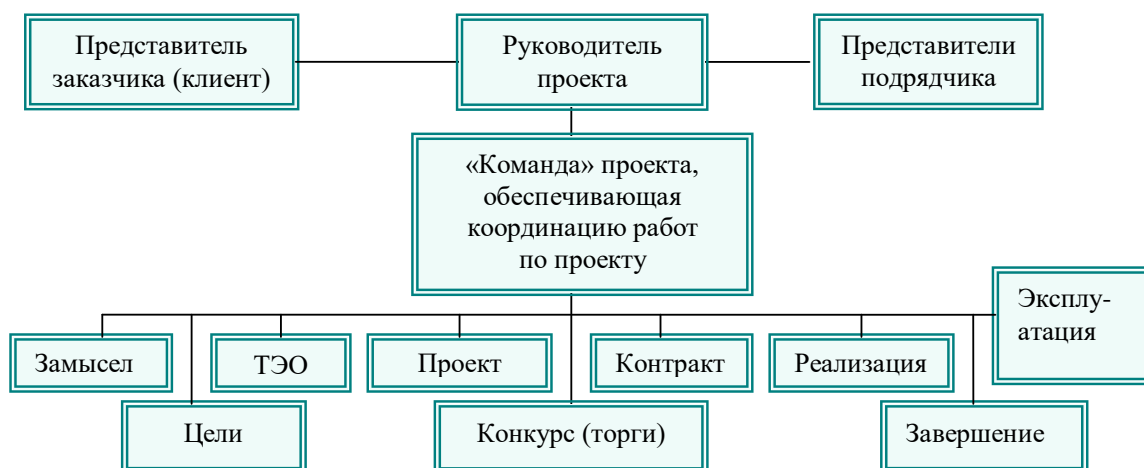 Представитель
заказчика (клиент)
Руководитель
проекта
Представители
подрядчика
«Команда» проекта,
обеспечивающая
координацию работ
по проекту
Эксплу-
атация
Замысел
ТЭО
Проект
Контракт
Реализация
Цели
Конкурс (торги)
Завершение